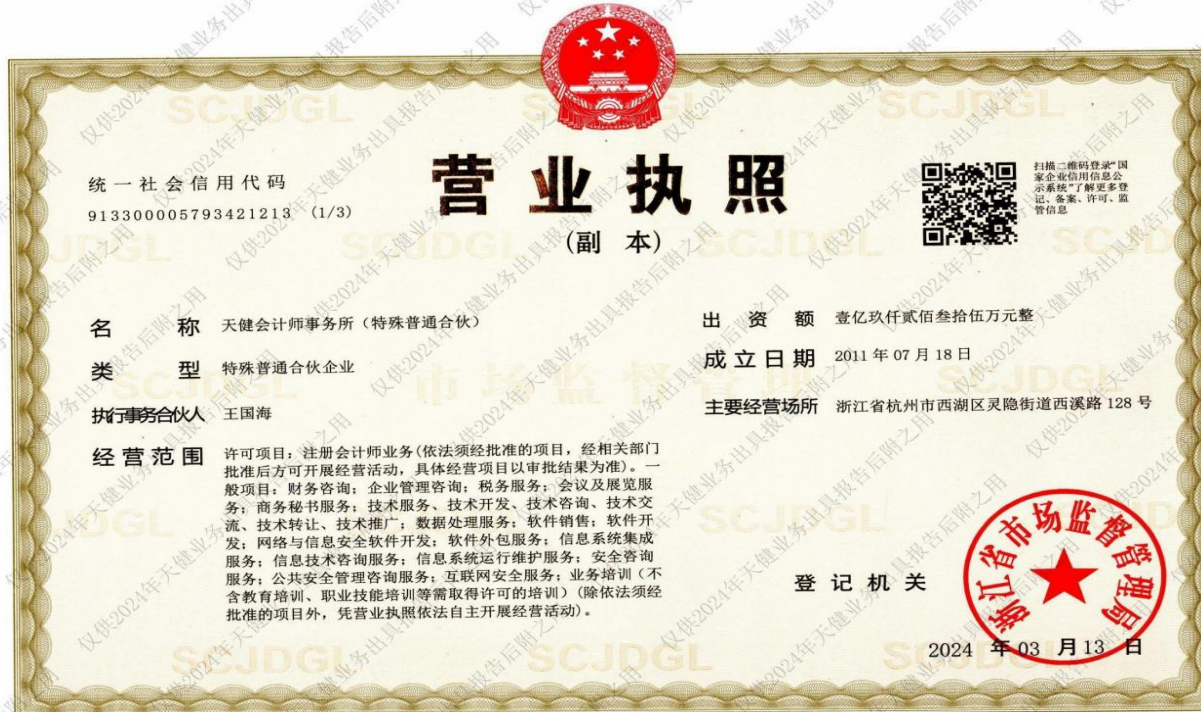 营业执照
(副 本)
统一社会信用代码
913300005793421213 (1/3)
扫描二维码登录“国
家企业信用信息公
示系统”了解更多登
记、备案、许可、监
管信息
名 称 天健会计师事务所（特殊普通合伙）
类 型 特殊普通合伙企业
执行事务合伙人 王国海
经营范围 许可项目：注册会计师业务(依法须经批准的项目，经相关部门
批准后方可开展经营活动，具体经营项目以审批结果为准)。一
般项目：财务咨询；企业管理咨询；税务服务；会议及展览服
务；商务秘书服务；技术服务、技术开发、技术咨询、技术交
流、技术转让、技术推广；数据处理服务；软件销售；软件开
发；网络与信息安全软件开发；软件外包服务；信息系统集成
服务；信息技术咨询服务；信息系统运行维护服务；安全咨询
服务；公共安全管理咨询服务；互联网安全服务；业务培训（不
含教育培训、职业技能培训等需取得许可的培训）(除依法须经
批准的项目外，凭营业执照依法自主开展经营活动)。
出 资 额 壹亿玖仟贰佰叁拾伍万元整
成立日期 2011年07月18日
主要经营场所 浙江省杭州市西湖区灵隐街道西溪路128号
登记机关
浙江省市场监督管理局
2024 年 03 月 13 日
仅供2024年天健业务出具报告后附之用
SCJDGL
市场监督管理